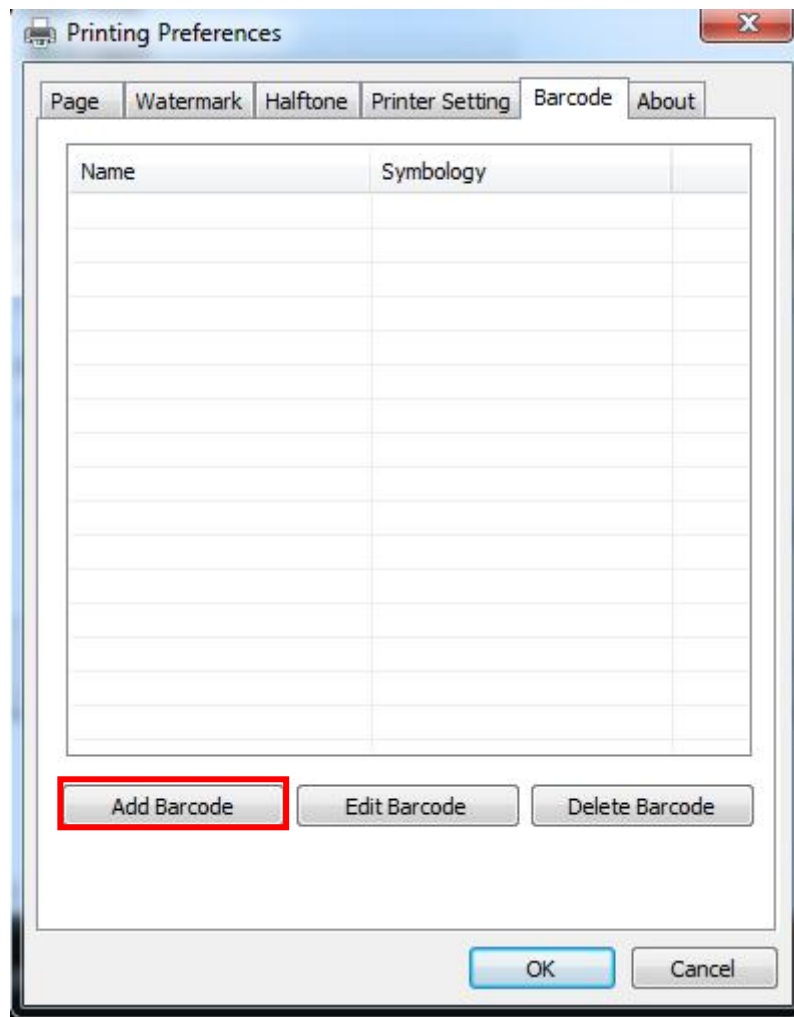 Printing Preferences
Page Watermark Halftone Printer Setting Barcode About
Name Symbology
Add Barcode Edit Barcode Delete Barcode
OK Cancel